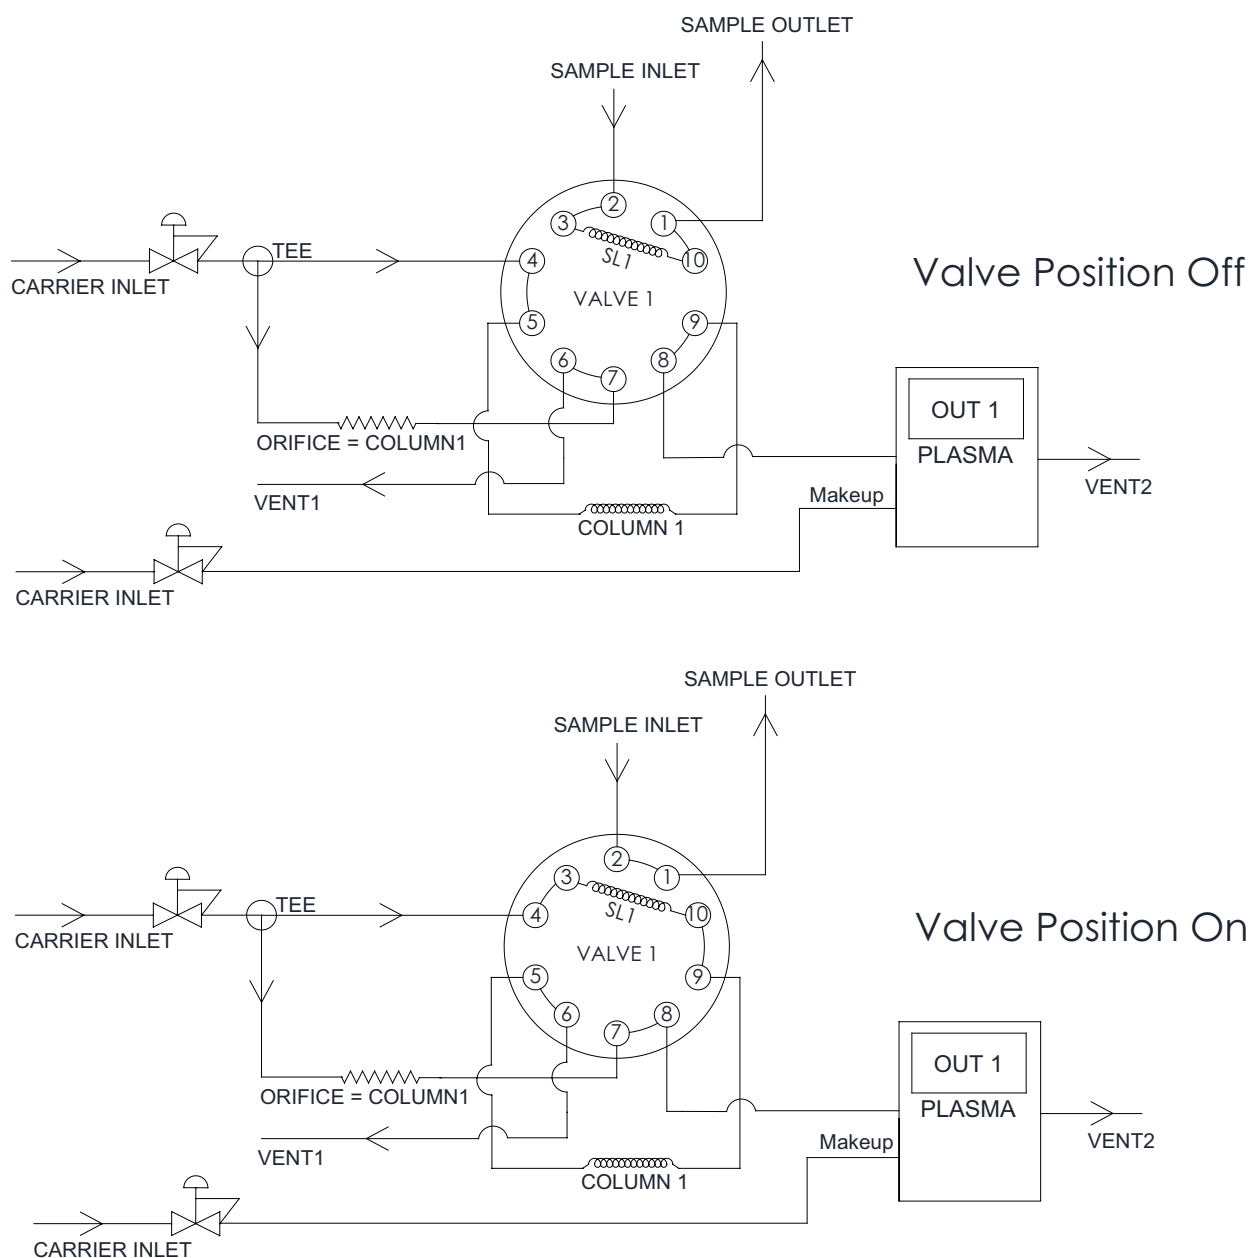 SAMPLE OUTLET
SAMPLE INLET
2
3
1
TEE
4
SL1
10
Valve Position Off
CARRIER INLET
VALVE 1
5
9
6
8
7
OUT 1
ORIFICE = COLUMN1
PLASMA
VENT1
Makeup
VENT2
COLUMN 1
CARRIER INLET
SAMPLE OUTLET
SAMPLE INLET
2
3
1
TEE
4
SL1
10
Valve Position On
CARRIER INLET
VALVE 1
5
9
6
8
7
OUT 1
ORIFICE = COLUMN1
PLASMA
VENT1
Makeup
VENT2
COLUMN 1
CARRIER INLET